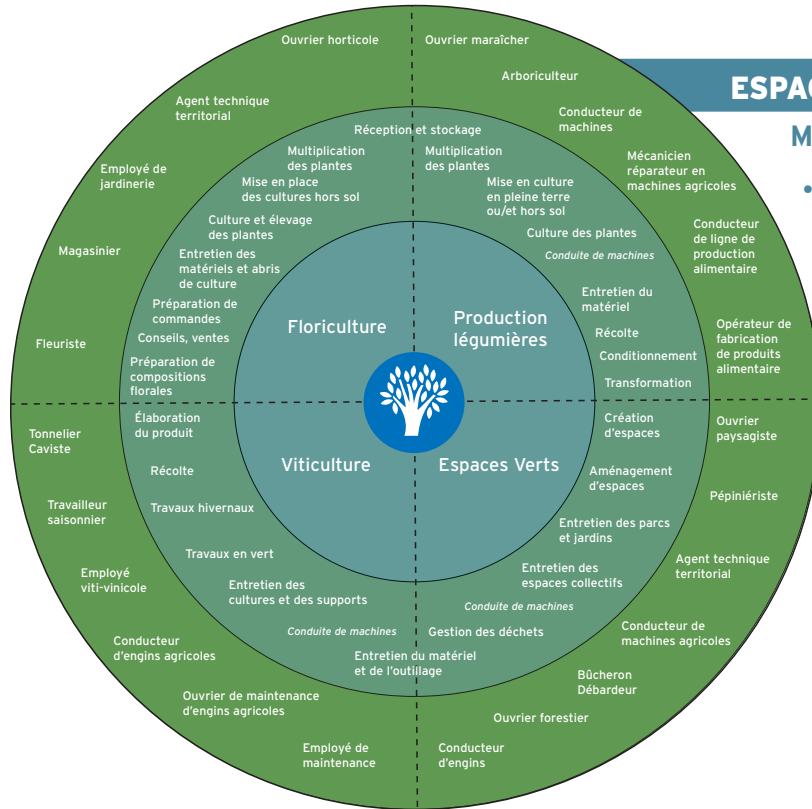 Ouvrier horticole
Agent technique
territorial
Employé de
jardinerie
Magasinier
Fleuriste
Ouvrier maraîcher
Arboriculteur
Conducteur de
machines
Mécanicien
réparateur en
machines agricoles
Conducteur
de ligne de
production
alimentaire
Opérateur de
fabrication
de produits
alimentaire
Réception et stockage
Multiplication
des plantes
Mise en place
des cultures hors sol
Culture et élevage
des plantes
Entretien des
matériels et abris
de culture
Préparation de
commandes
Conseils, ventes
Préparation de
compositions
florales
Multiplication
des plantes
Mise en culture
en pleine terre
ou/et hors sol
Culture des plantes
Conduite de machines
Entretien du
matériel
Récolte
Conditionnement
Transformation
Floriculture
Production
légumières
Viticulture
Espaces Verts
Élaboration
du produit
Récolte
Travaux hivernaux
Travaux en vert
Entretien des
cultures et des supports
Conduite de machines
Entretien du matériel
et de l'outillage
Création
d'espaces
Aménagement
d'espaces
Entretien des parcs
et jardins
Entretien des
espaces collectifs
Conduite de machines
Gestion des déchets
Tonnelier
Caviste
Travailleur
saisonnier
Employé
viti-vinicole
Conducteur
d'engins agricoles
Ouvrier de maintenance
d'engins agricoles
Employé de
maintenance
Ouvrier
paysagiste
Pépiniériste
Agent technique
territorial
Conducteur de
machines agricoles
Bûcheron
Débardeur
Ouvrier forestier
Conducteur
d'engins
ESPAC
M
•